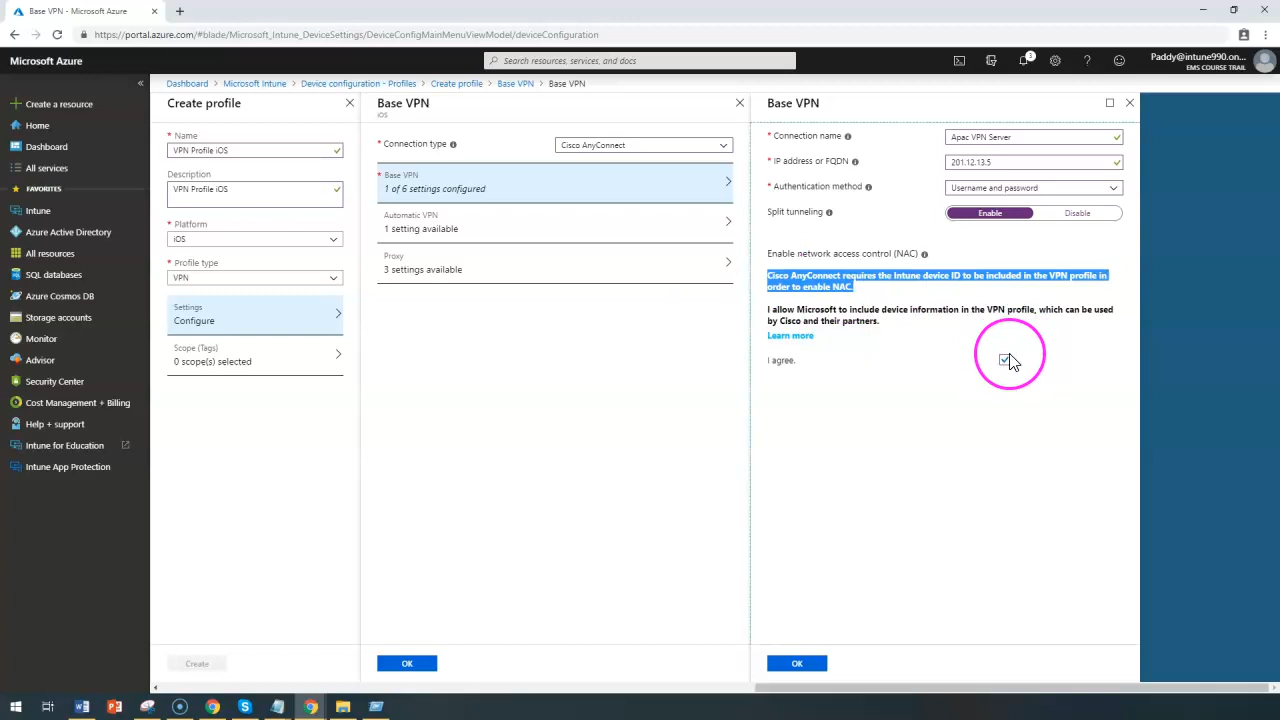 Base VPN - Microsoft Azure
https://portal.azure.com/#blade/Microsoft_Intune_DeviceSettings/DeviceConfigMainMenuViewModel/deviceConfiguration
Microsoft Azure
Search resources, services, and docs
3
Paddy@intune990.on...
EMS COURSE TRAIL
Create a resource
Home
Dashboard
All services
FAVORITES
Intune
Azure Active Directory
All resources
SQL databases
Azure Cosmos DB
Storage accounts
Monitor
Advisor
Security Center
Cost Management + Billing
Help + support
Intune for Education
Intune App Protection
Dashboard > Microsoft Intune > Device configuration - Profiles > Create profile > Base VPN > Base VPN
Create profile
* Name
VPN Profile iOS
Description
VPN Profile iOS
* Platform
iOS
* Profile type
VPN
Settings
Configure
Scope (Tags)
0 scope(s) selected
Create
Base VPN
iOS
* Connection type
Cisco AnyConnect
* Base VPN
1 of 6 settings configured
Automatic VPN
1 setting available
Proxy
3 settings available
OK
Base VPN
* Connection name
Apac VPN Server
* IP address or FQDN
201.12.13.5
* Authentication method
Username and password
Split tunneling
Enable
Disable
Enable network access control (NAC)
Cisco AnyConnect requires the Intune device ID to be included in the VPN profile in
order to enable NAC.
I allow Microsoft to include device information in the VPN profile, which can be used
by Cisco and their partners.
Learn more
I agree.
OK